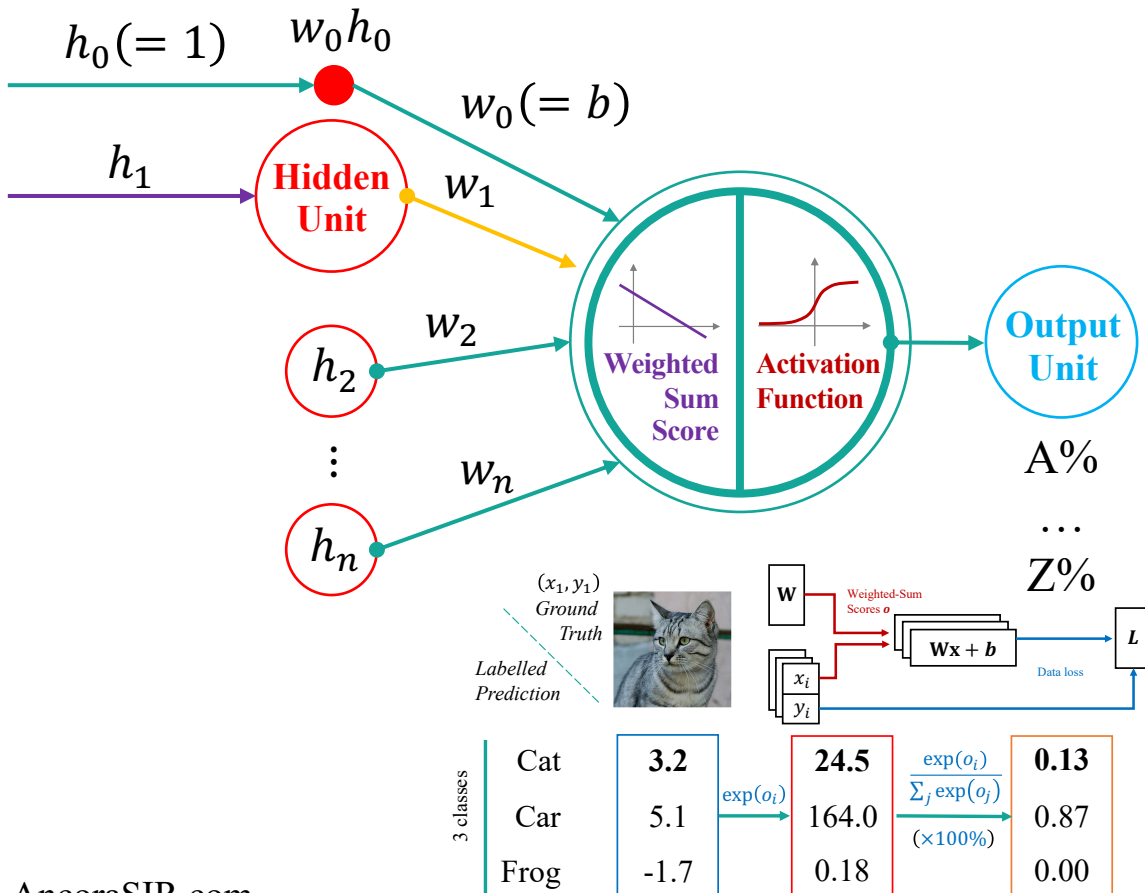 h₀(= 1)
w₀h₀
w₀(= b)
h₁
Hidden
Unit
w₁
h₂
w₂
⋮
hₙ
wₙ
Weighted
Sum
Score
Activation
Function
Output
Unit
A%
…
Z%
(x₁, y₁)
Ground
Truth
Labelled
Prediction
W
Weighted-Sum
Scores o
xᵢ
yᵢ
Wx + b
Data loss
L
3 classes
Cat 3.2 24.5 0.13
exp(oᵢ)
exp(oᵢ)
∑ⱼ exp(oⱼ)
(×100%)
Car 5.1 164.0 0.87
Frog -1.7 0.18 0.00